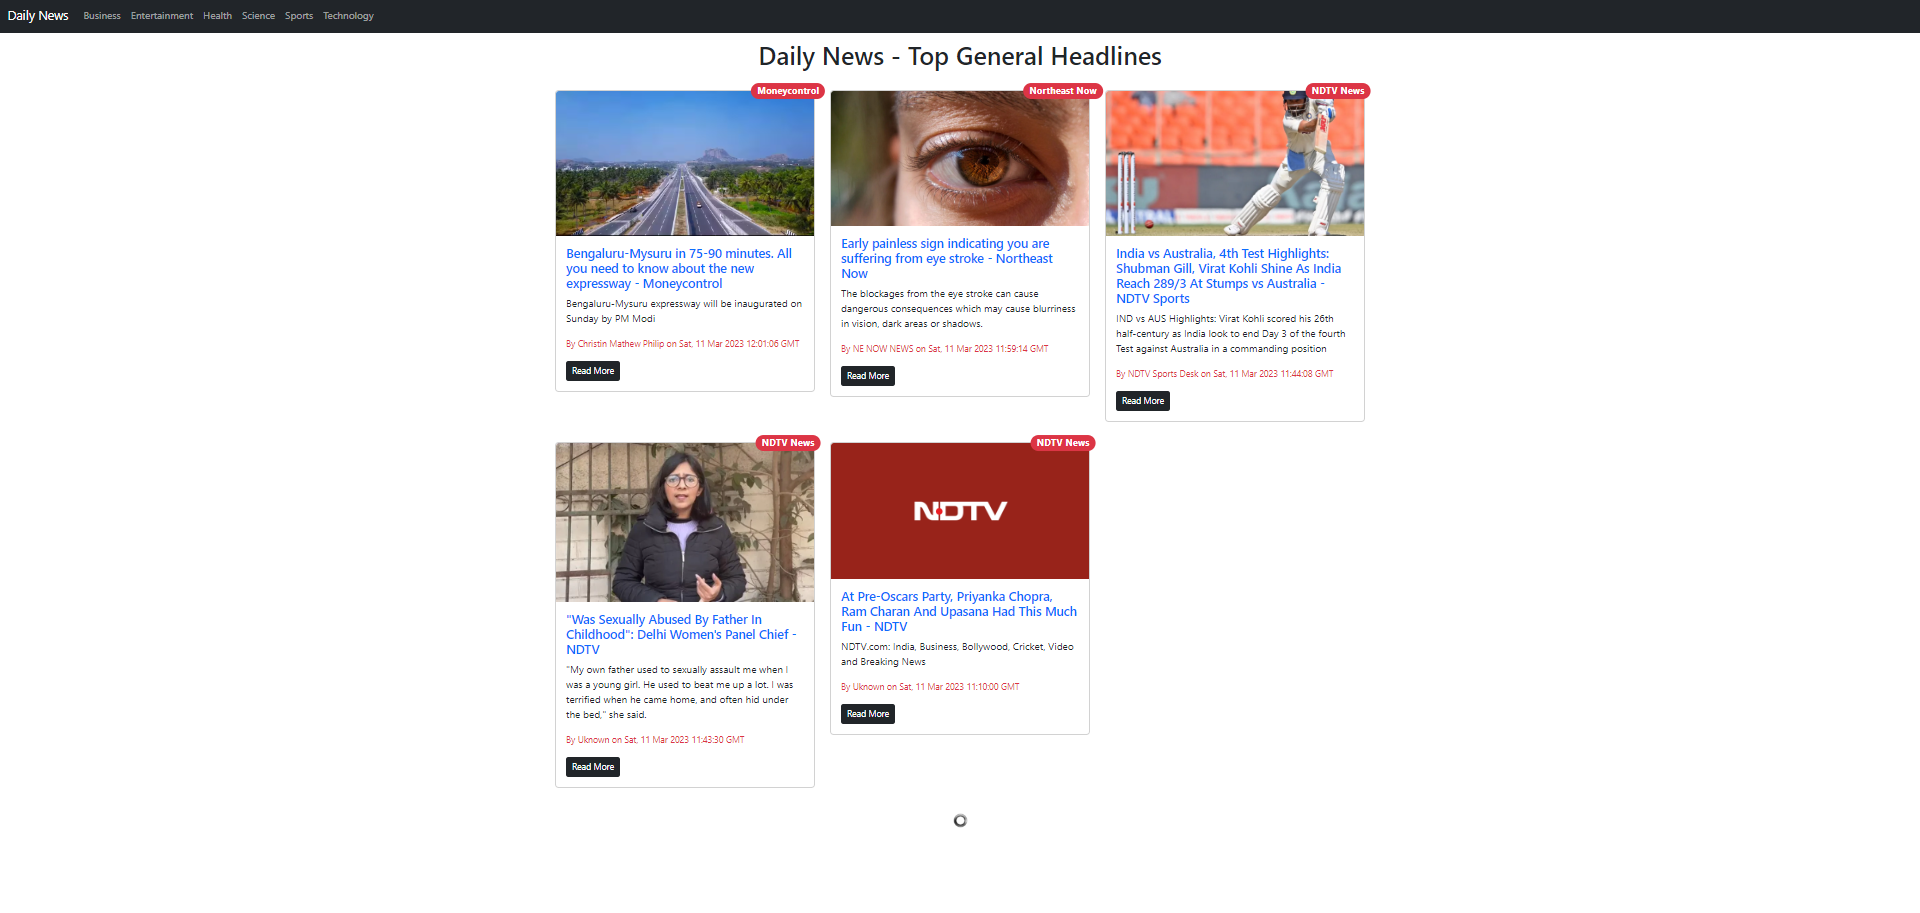 Daily News Business Entertainment Health Science Sports Technology
Daily News - Top General Headlines
Moneycontrol
Bengaluru-Mysuru in 75-90 minutes. All
you need to know about the new
expressway - Moneycontrol
Bengaluru-Mysuru expressway will be inaugurated on
Sunday by PM Modi
By Christin Mathew Philip on Sat, 11 Mar 2023 12:01:06 GMT
Read More
Northeast Now
Early painless sign indicating you are
suffering from eye stroke - Northeast
Now
The blockages from the eye stroke can cause
dangerous consequences which may cause blurriness
in vision, dark areas or shadows.
By NE NOW NEWS on Sat, 11 Mar 2023 11:59:14 GMT
Read More
NDTV News
India vs Australia, 4th Test Highlights:
Shubman Gill, Virat Kohli Shine As India
Reach 289/3 At Stumps vs Australia -
NDTV Sports
IND vs AUS Highlights: Virat Kohli scored his 26th
half-century as India look to end Day 3 of the fourth
Test against Australia in a commanding position
By NDTV Sports Desk on Sat, 11 Mar 2023 11:44:08 GMT
Read More
NDTV News
"Was Sexually Abused By Father In
Childhood": Delhi Women's Panel Chief -
NDTV
"My own father used to sexually assault me when I
was a young girl. He used to beat me up a lot. I was
terrified when he came home, and often hid under
the bed," she said.
By Uknown on Sat, 11 Mar 2023 11:43:30 GMT
Read More
NDTV News
NDTV
At Pre-Oscars Party, Priyanka Chopra,
Ram Charan And Upasana Had This Much
Fun - NDTV
NDTV.com: India, Business, Bollywood, Cricket, Video
and Breaking News
By Uknown on Sat, 11 Mar 2023 11:10:00 GMT
Read More